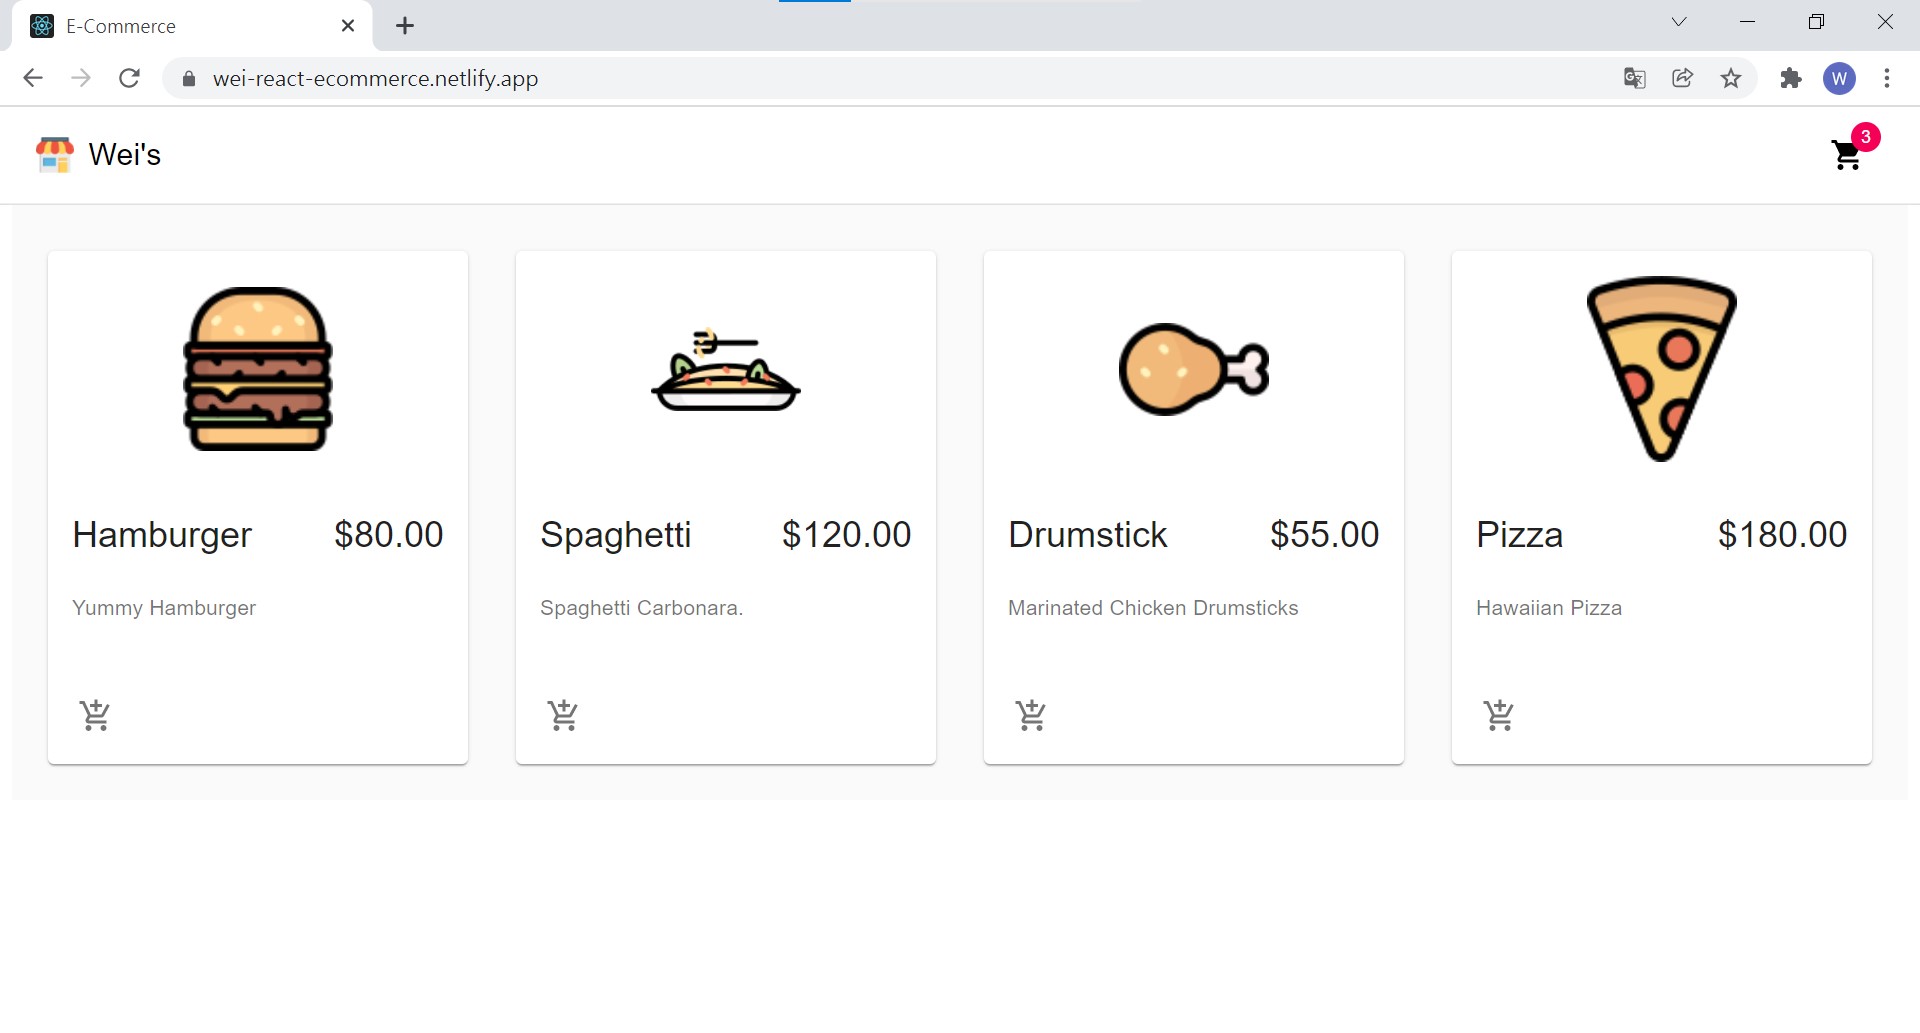 E-Commerce
wei-react-ecommerce.netlify.app
W
Wei's
3
Hamburger $80.00
Yummy Hamburger
Spaghetti $120.00
Spaghetti Carbonara.
Drumstick $55.00
Marinated Chicken Drumsticks
Pizza $180.00
Hawaiian Pizza